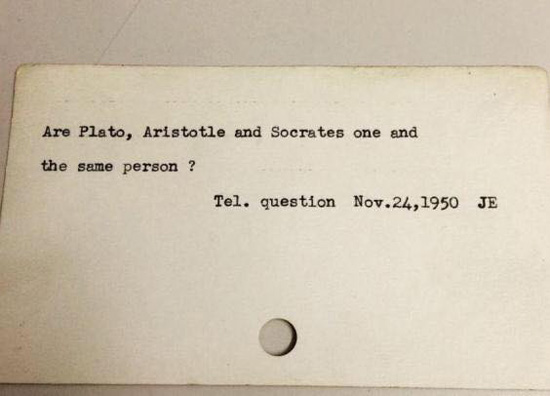 Are Plato, Aristotle and Socrates one and
the same person ?
Tel. question Nov.24,1950 JE